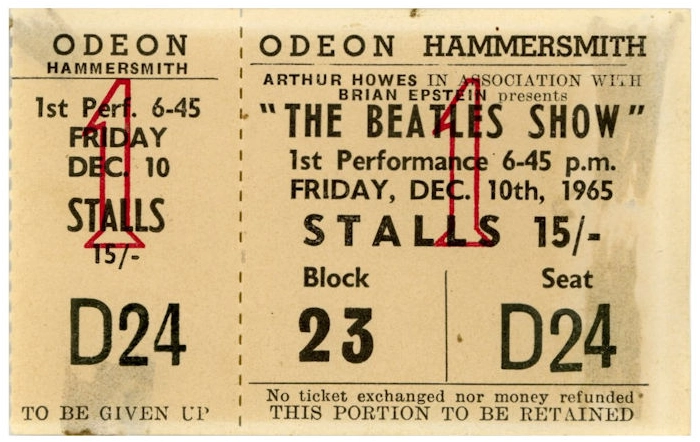 ODEON
HAMMERSMITH
1st Perf. 6-45
FRIDAY
DEC. 10
STALLS
15/-
D24
TO BE GIVEN UP
1
ODEON HAMMERSMITH
ARTHUR HOWES IN ASSOCIATION WITH
BRIAN EPSTEIN presents
"THE BEATLES SHOW"
1st Performance 6-45 p.m.
FRIDAY, DEC. 10th, 1965
STALLS 15/-
Block Seat
23 D24
No ticket exchanged nor money refunded
THIS PORTION TO BE RETAINED
1